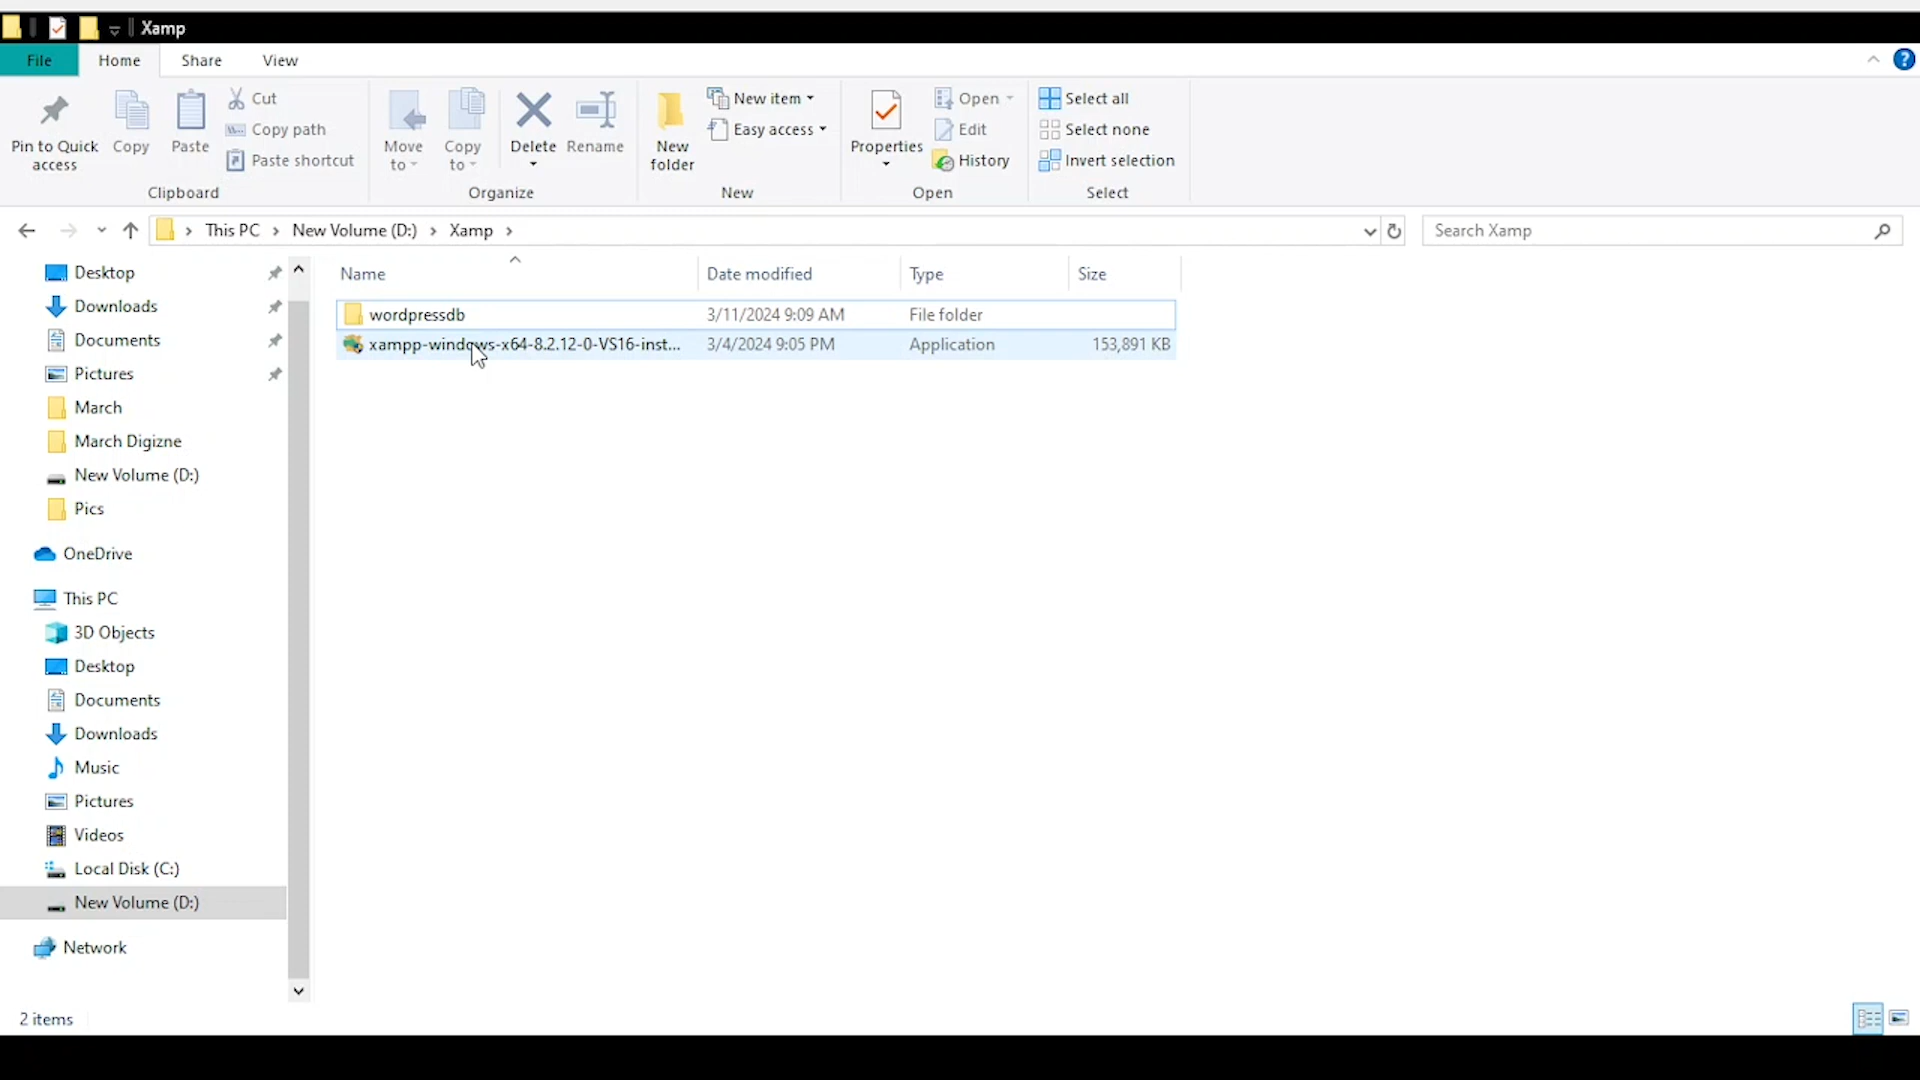 Xamp
File Home Share View
Pin to Quick access
Copy
Paste
Cut
Copy path
Paste shortcut
Clipboard
Move to
Copy to
Delete
Rename
Organize
New folder
New item
Easy access
New
Properties
Open
Edit
History
Open
Select all
Select none
Invert selection
Select
This PC > New Volume (D:) > Xamp >
Search Xamp
Name Date modified Type Size
wordpressdb 3/11/2024 9:09 AM File folder
xampp-windows-x64-8.2.12-0-VS16-inst... 3/4/2024 9:05 PM Application 153,891 KB
Desktop
Downloads
Documents
Pictures
March
March Digizne
New Volume (D:)
Pics
OneDrive
This PC
3D Objects
Desktop
Documents
Downloads
Music
Pictures
Videos
Local Disk (C:)
New Volume (D:)
Network
2 items